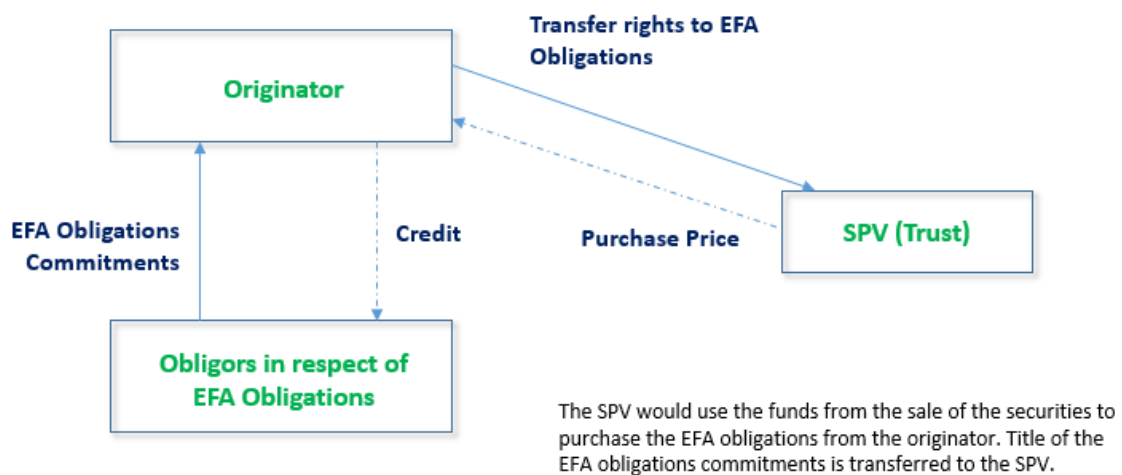 Transfer rights to EFA
Obligations
Originator
EFA Obligations
Commitments
Credit
Purchase Price
SPV (Trust)
Obligors in respect of
EFA Obligations
The SPV would use the funds from the sale of the securities to
purchase the EFA obligations from the originator. Title of the
EFA obligations commitments is transferred to the SPV.